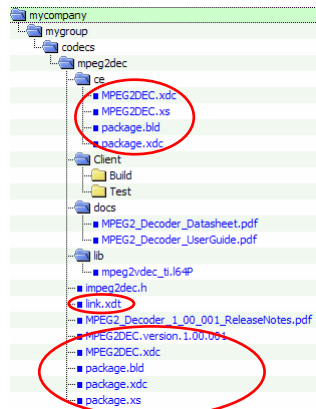 mycompany
mygroup
codecs
mpeg2dec
ce
MPEG2DEC.xdc
MPEG2DEC.xs
package.bld
package.xdc
Client
Build
Test
docs
MPEG2_Decoder_Datasheet.pdf
MPEG2_Decoder_UserGuide.pdf
lib
mpeg2vdec_ti.l64P
impeg2dec.h
link.xdt
MPEG2_Decoder_1_00_001_ReleaseNotes.pdf
MPEG2DEC.version.1.00.001
MPEG2DEC.xdc
package.bld
package.xdc
package.xs